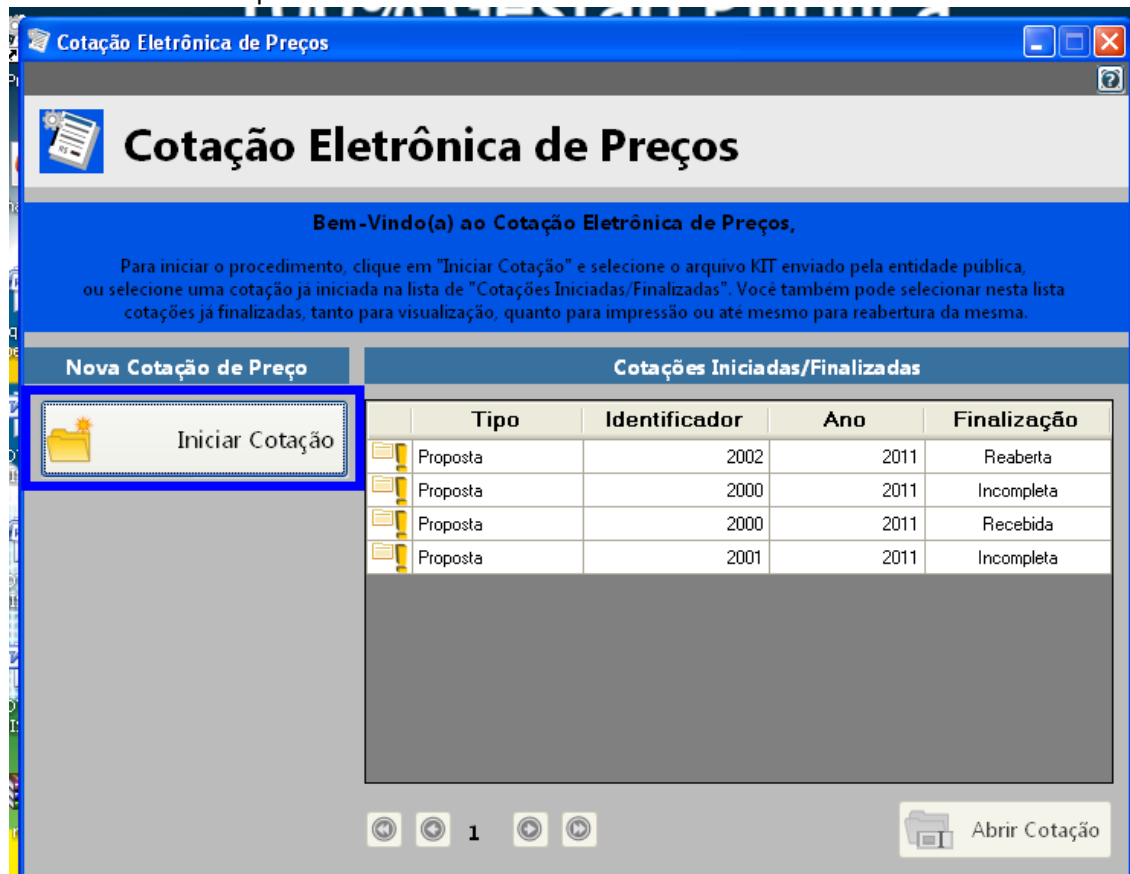 100% Gestão Pública
Cotação Eletrônica de Preços
Cotação Eletrônica de Preços
Bem-Vindo(a) ao Cotação Eletrônica de Preços,
Para iniciar o procedimento, clique em "Iniciar Cotação" e selecione o arquivo KIT enviado pela entidade pública,
ou selecione uma cotação já iniciada na lista de "Cotações Iniciadas/Finalizadas". Você também pode selecionar nesta lista
cotações já finalizadas, tanto para visualização, quanto para impressão ou até mesmo para reabertura da mesma.
Nova Cotação de Preço
Cotações Iniciadas/Finalizadas
Iniciar Cotação
Tipo Identificador Ano Finalização
Proposta 2002 2011 Reaberta
Proposta 2000 2011 Incompleta
Proposta 2000 2011 Recebida
Proposta 2001 2011 Incompleta
1
Abrir Cotação